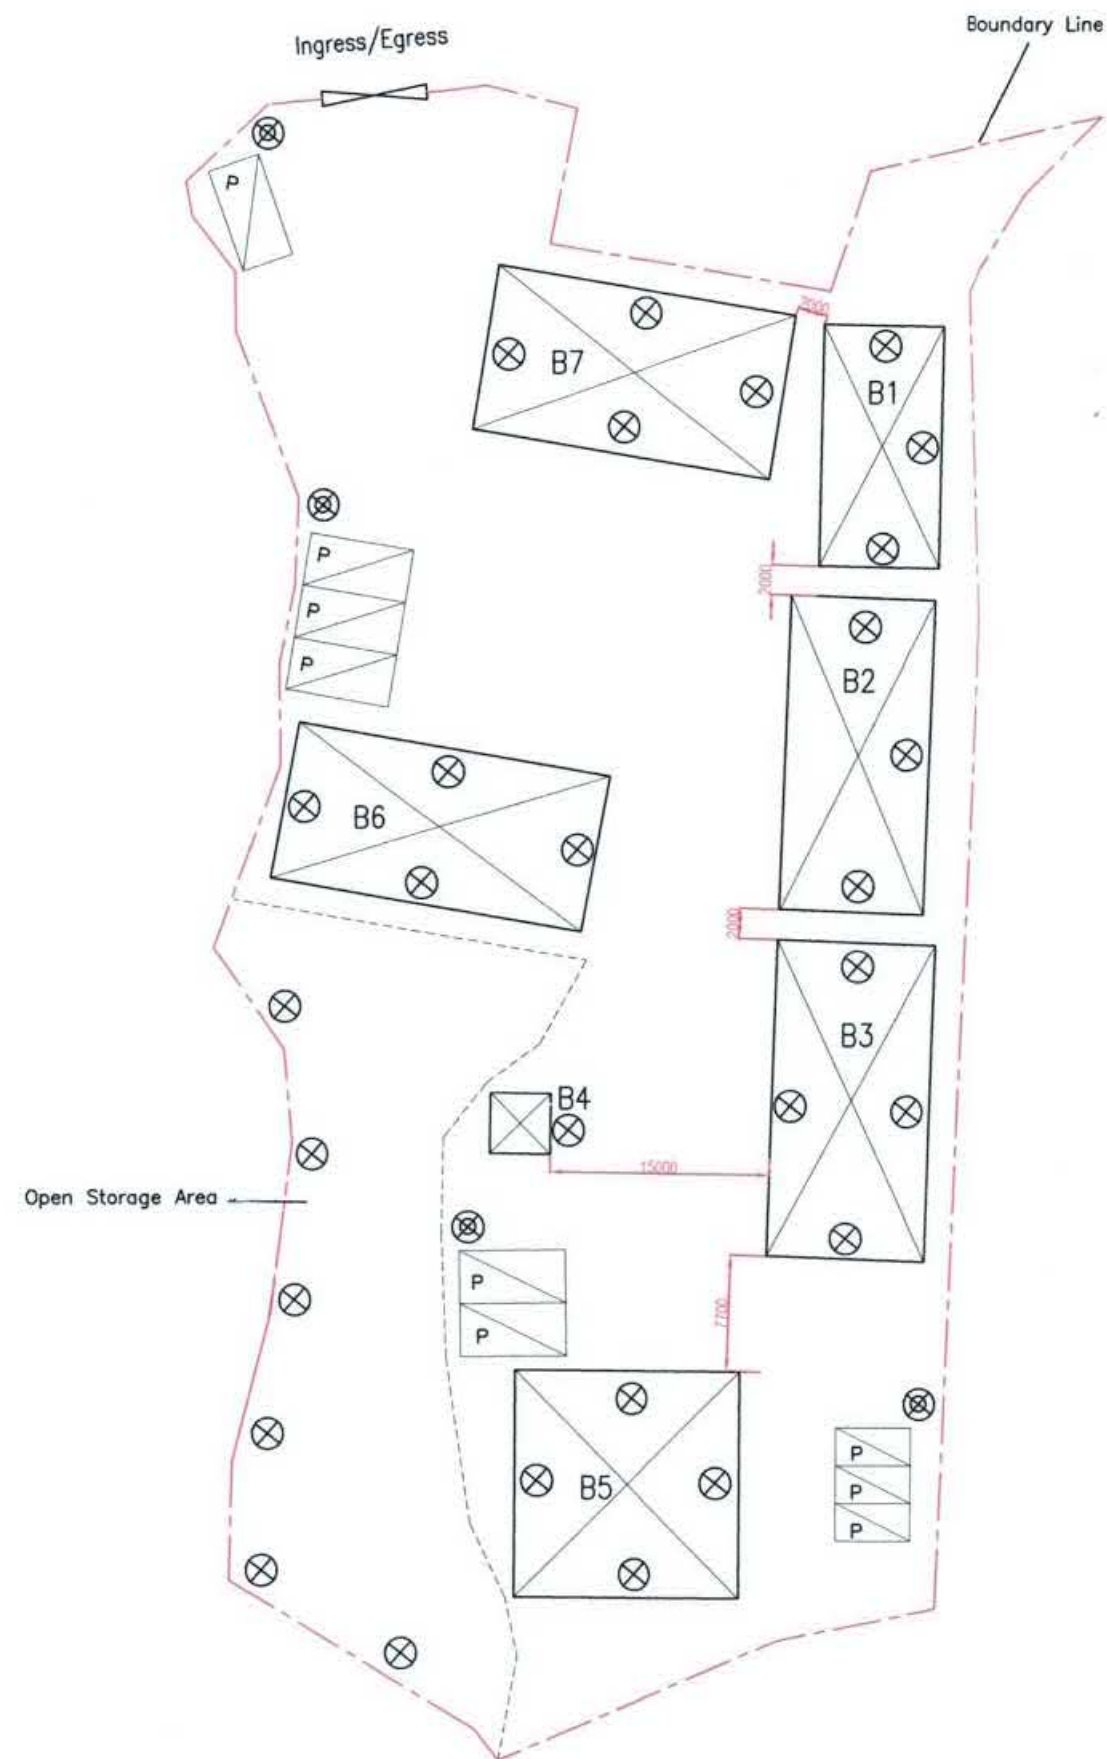 Boundary Line
Ingress/Egress
P
2000
B7
B1
P
2000
P
B2
P
B6
2000
B3
B4
15000
Open Storage Area
P
7700
P
P
B5
P
P